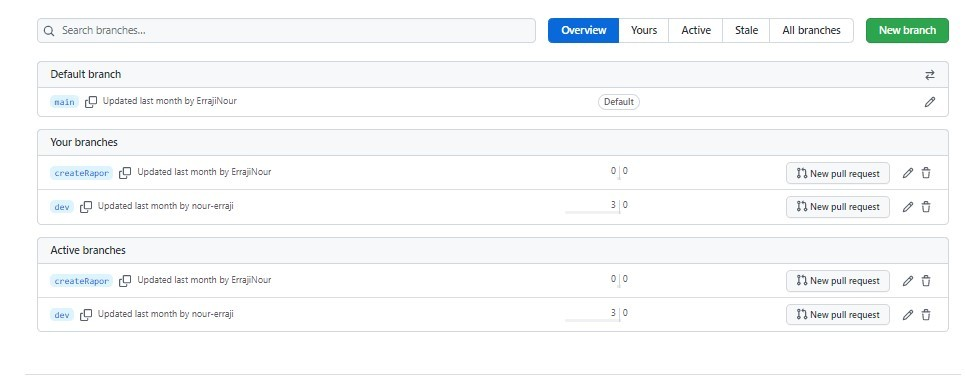 Search branches...
Overview Yours Active Stale All branches New branch
Default branch
main Updated last month by ErrajiNour Default
Your branches
createRapor Updated last month by ErrajiNour 0 0 New pull request
dev Updated last month by nour-erraji 3 0 New pull request
Active branches
createRapor Updated last month by ErrajiNour 0 0 New pull request
dev Updated last month by nour-erraji 3 0 New pull request